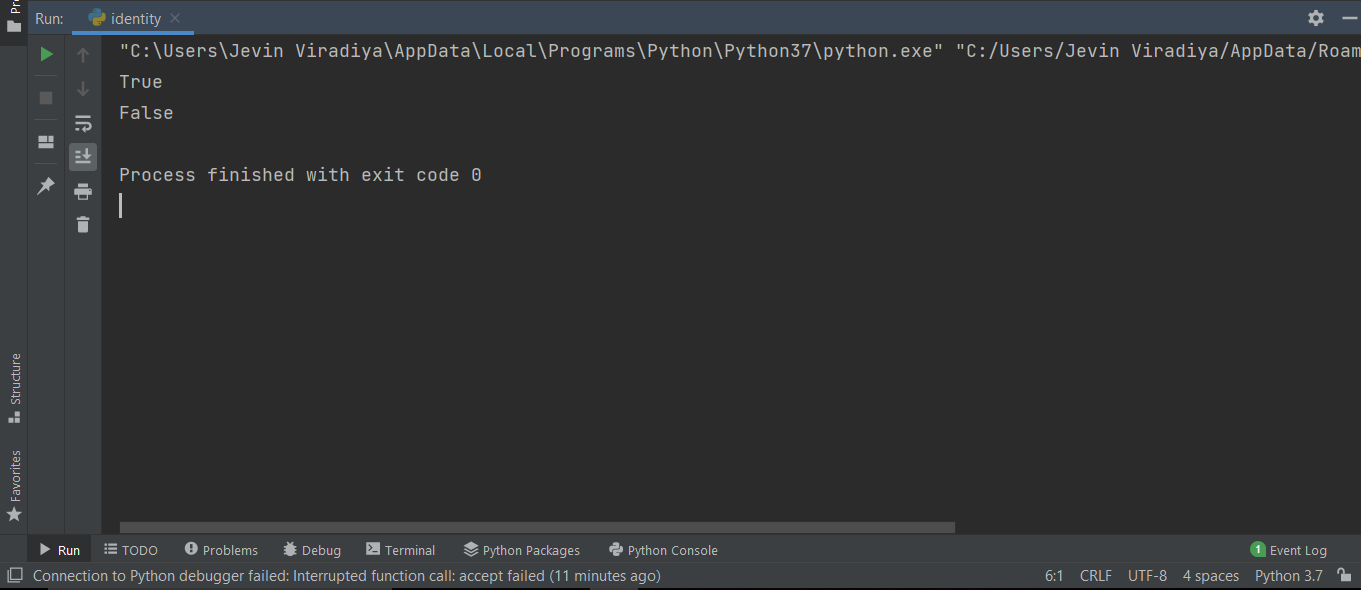 Run: identity
"C:\Users\Jevin Viradiya\AppData\Local\Programs\Python\Python37\python.exe" "C:/Users/Jevin Viradiya/AppData/Roam
True
False
Process finished with exit code 0
Structure
Favorites
Run TODO Problems Debug Terminal Python Packages Python Console 1 Event Log
Connection to Python debugger failed: Interrupted function call: accept failed (11 minutes ago) 6:1 CRLF UTF-8 4 spaces Python 3.7